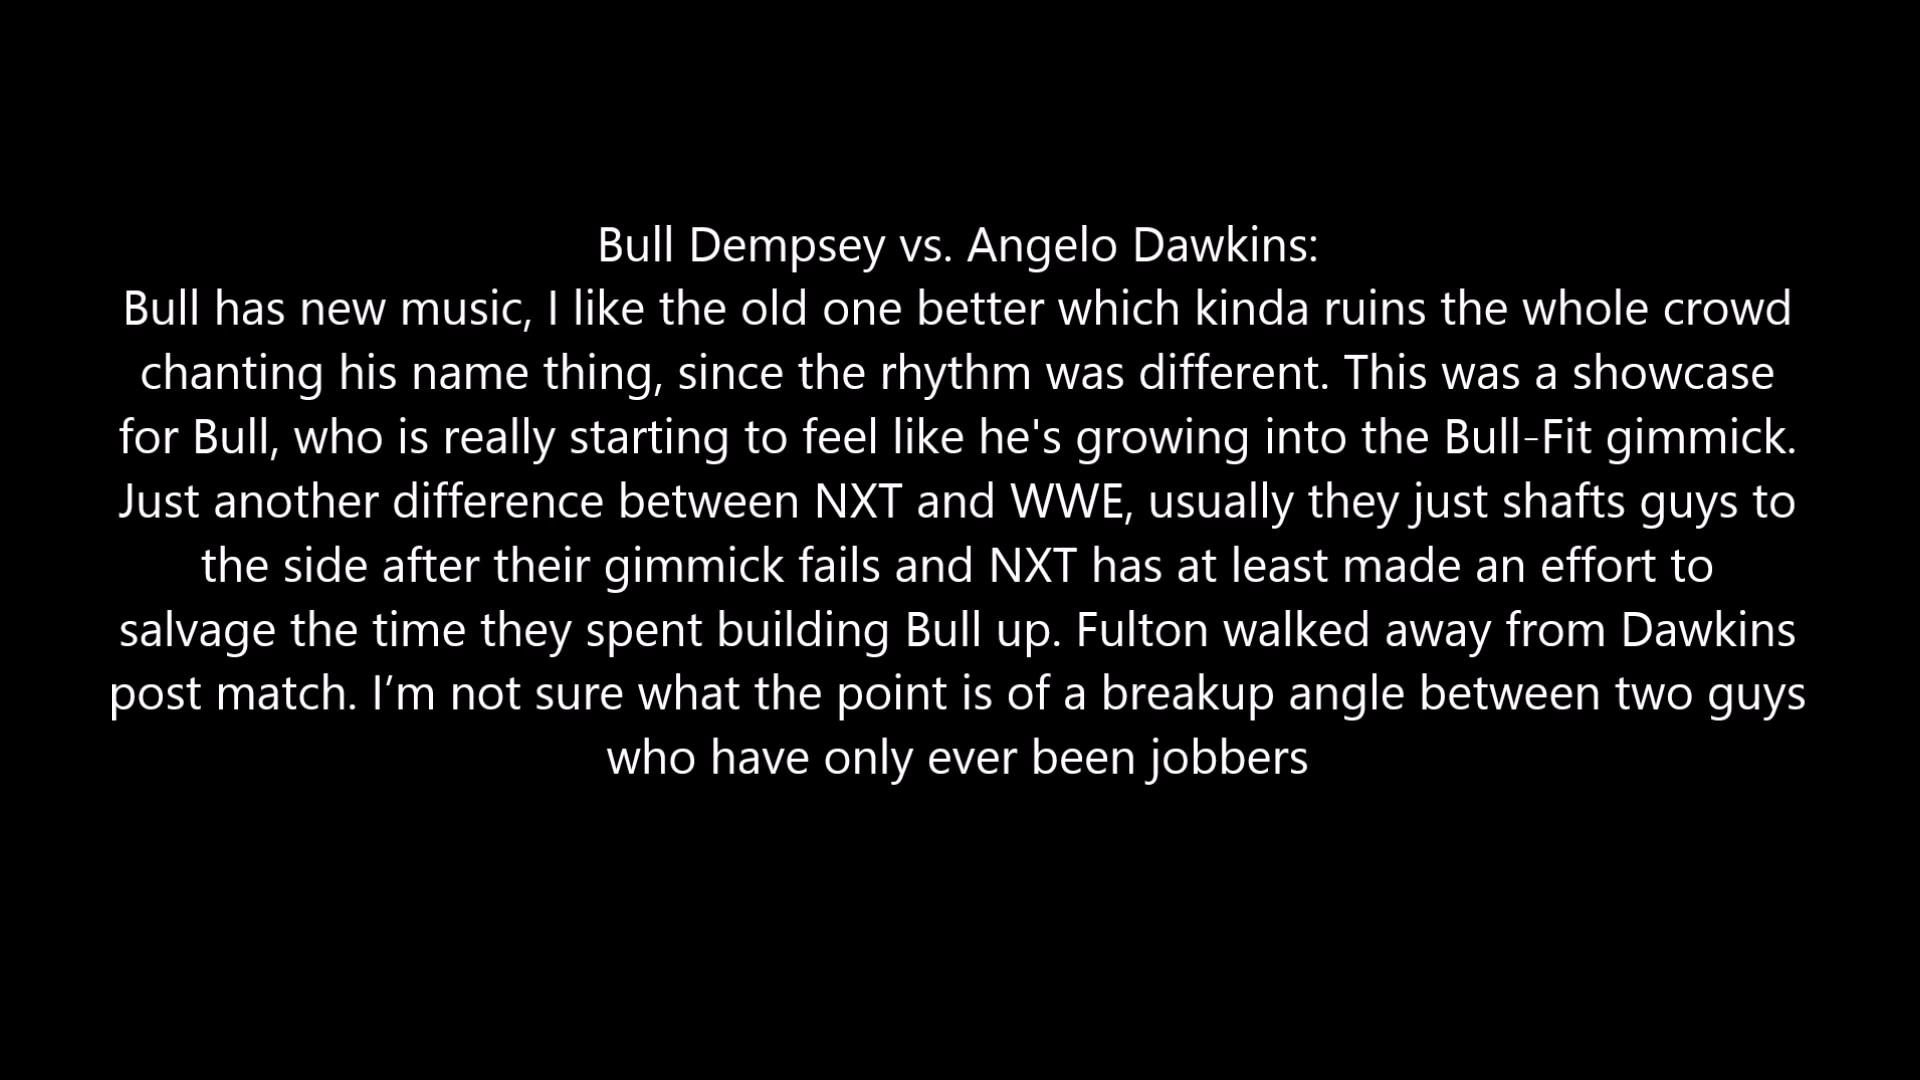 Bull Dempsey vs. Angelo Dawkins:
Bull has new music, I like the old one better which kinda ruins the whole crowd
chanting his name thing, since the rhythm was different. This was a showcase
for Bull, who is really starting to feel like he's growing into the Bull-Fit gimmick.
Just another difference between NXT and WWE, usually they just shafts guys to
the side after their gimmick fails and NXT has at least made an effort to
salvage the time they spent building Bull up. Fulton walked away from Dawkins
post match. I’m not sure what the point is of a breakup angle between two guys
who have only ever been jobbers